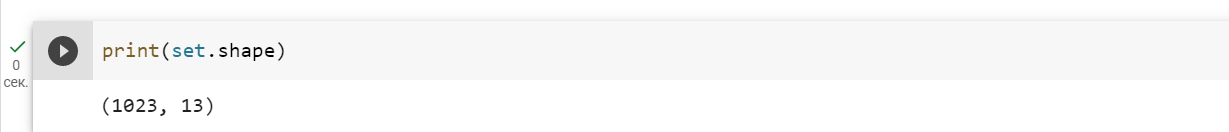 print(set.shape)
0
сек.
(1023, 13)